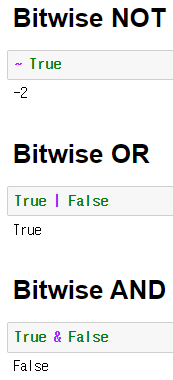 Bitwise NOT
~ True
-2
Bitwise OR
True | False
True
Bitwise AND
True & False
False